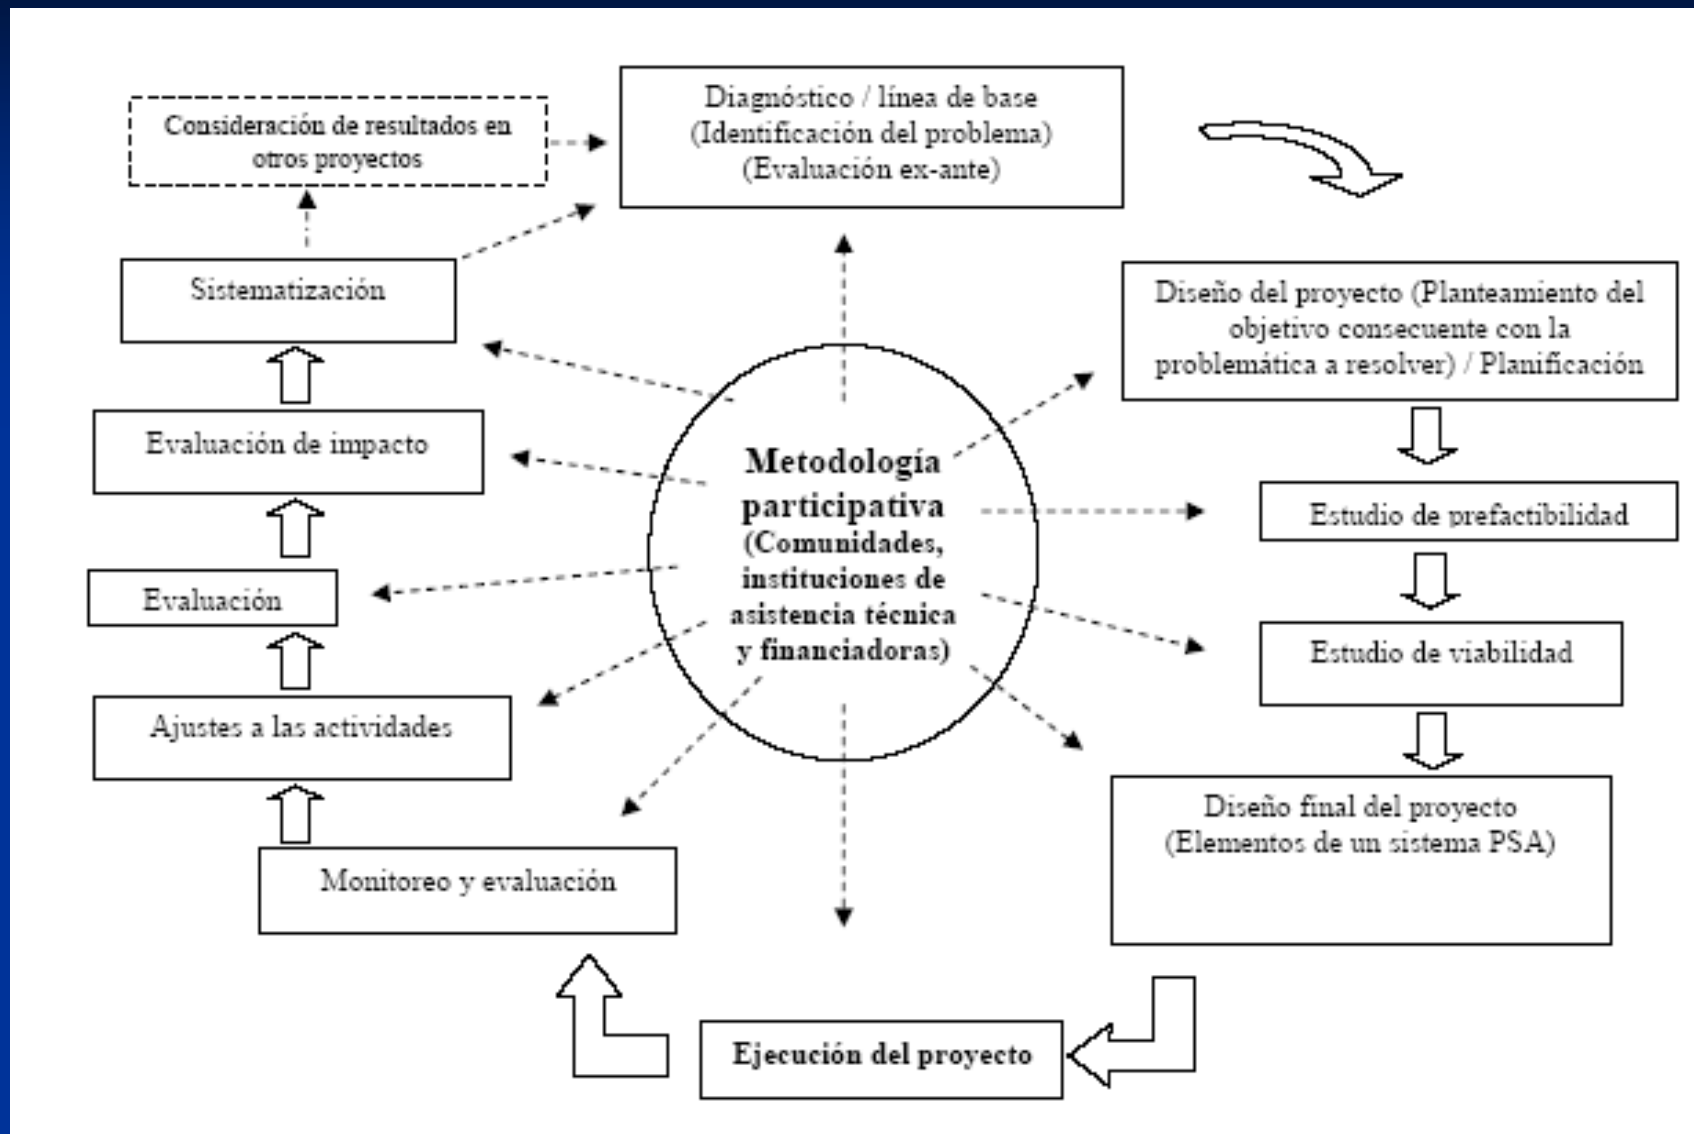 Diagnóstico / línea de base
(Identificación del problema)
(Evaluación ex-ante)
Consideración de resultados en
otros proyectos
Sistematización
Diseño del proyecto (Planteamiento del
objetivo consecuente con la
problemática a resolver) / Planificación
Evaluación de impacto
Metodología
participativa
(Comunidades,
instituciones de
asistencia técnica
y financiadoras)
Estudio de prefactibilidad
Evaluación
Estudio de viabilidad
Ajustes a las actividades
Diseño final del proyecto
(Elementos de un sistema PSA)
Monitoreo y evaluación
Ejecución del proyecto